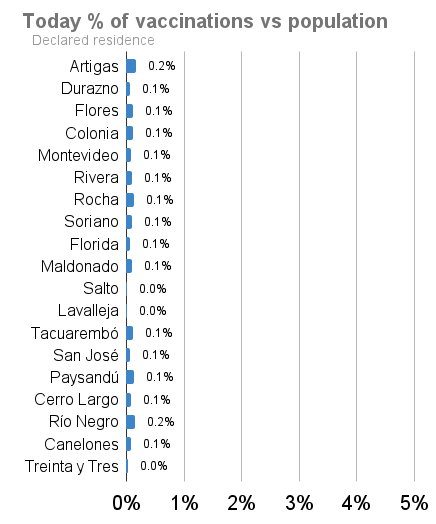 Today % of vaccinations vs population
Declared residence
Artigas 0.2%
Durazno 0.1%
Flores 0.1%
Colonia 0.1%
Montevideo 0.1%
Rivera 0.1%
Rocha 0.1%
Soriano 0.1%
Florida 0.1%
Maldonado 0.1%
Salto 0.0%
Lavalleja 0.0%
Tacuarembó 0.1%
San José 0.1%
Paysandú 0.1%
Cerro Largo 0.1%
Río Negro 0.2%
Canelones 0.1%
Treinta y Tres 0.0%
0% 1% 2% 3% 4% 5%